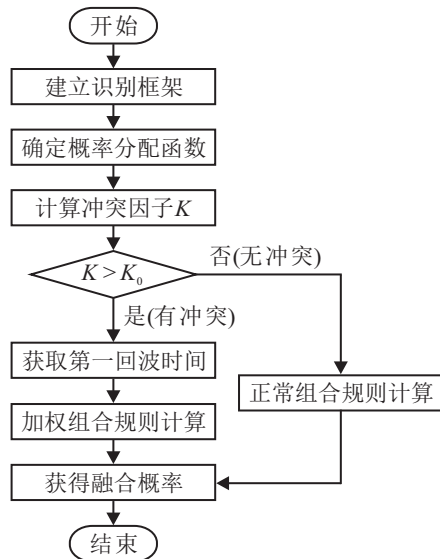 开始
建立识别框架
确定概率分配函数
计算冲突因子K
K > K₀
否(无冲突)
是(有冲突)
获取第一回波时间
正常组合规则计算
加权组合规则计算
获得融合概率
结束